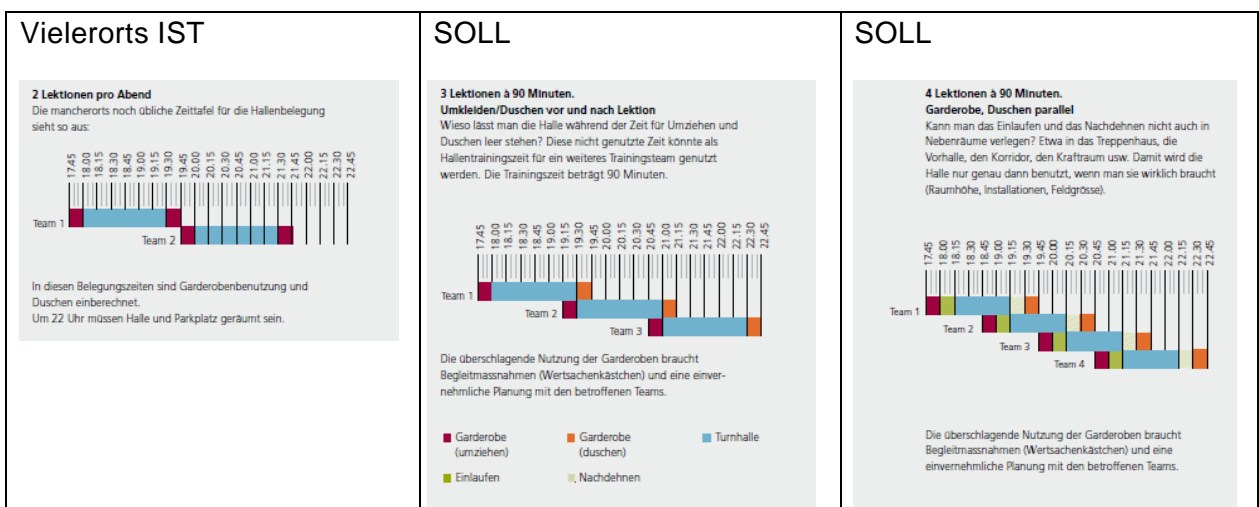 Vielerorts IST
2 Lektionen pro Abend
Die mancherorts noch übliche Zeittafel für die Hallenbelegung
sieht so aus:
17.45 18.00 18.15 18.30 18.45 19.00 19.15 19.30 19.45 20.00 20.15 20.30 20.45 21.00 21.15 21.30 21.45 22.00 22.15 22.30 22.45
Team 1
Team 2
In diesen Belegungszeiten sind Garderobenbenutzung und
Duschen einberechnet.
Um 22 Uhr müssen Halle und Parkplatz geräumt sein.
SOLL
3 Lektionen à 90 Minuten.
Umkleiden/Duschen vor und nach Lektion
Wieso lässt man die Halle während der Zeit für Umziehen und
Duschen leer stehen? Diese nicht genutzte Zeit könnte als
Hallentrainingszeit für ein weiteres Trainingsteam genutzt
werden. Die Trainingszeit beträgt 90 Minuten.
17.45 18.00 18.15 18.30 18.45 19.00 19.15 19.30 19.45 20.00 20.15 20.30 20.45 21.00 21.15 21.30 21.45 22.00 22.15 22.30 22.45
Team 1
Team 2
Team 3
Die überschlagende Nutzung der Garderoben braucht
Begleitmassnahmen (Wertsachenkästchen) und eine einver-
nehmliche Planung mit den betroffenen Teams.
Garderobe (umziehen)
Garderobe (duschen)
Turnhalle
Einlaufen
Nachdehnen
SOLL
4 Lektionen à 90 Minuten.
Garderobe, Duschen parallel
Kann man das Einlaufen und das Nachdehnen nicht auch in
Nebenräume verlegen? Etwa in das Treppenhaus, die
Vorhalle, den Korridor, den Kraftraum usw. Damit wird die
Halle nur genau dann benutzt, wenn man sie wirklich braucht
(Raumhöhe, Installationen, Feldgrösse).
17.45 18.00 18.15 18.30 18.45 19.00 19.15 19.30 19.45 20.00 20.15 20.30 20.45 21.00 21.15 21.30 21.45 22.00 22.15 22.30 22.45
Team 1
Team 2
Team 3
Team 4
Die überschlagende Nutzung der Garderoben braucht
Begleitmassnahmen (Wertsachenkästchen) und eine
einvernehmliche Planung mit den betroffenen Teams.